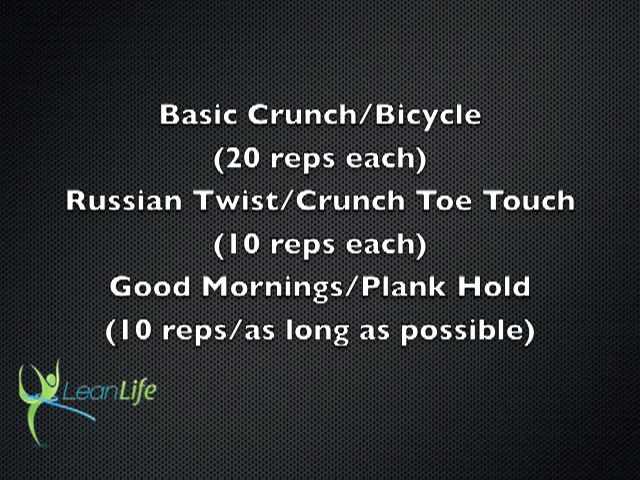 Basic Crunch/Bicycle
(20 reps each)
Russian Twist/Crunch Toe Touch
(10 reps each)
Good Mornings/Plank Hold
(10 reps/as long as possible)
LeanLife